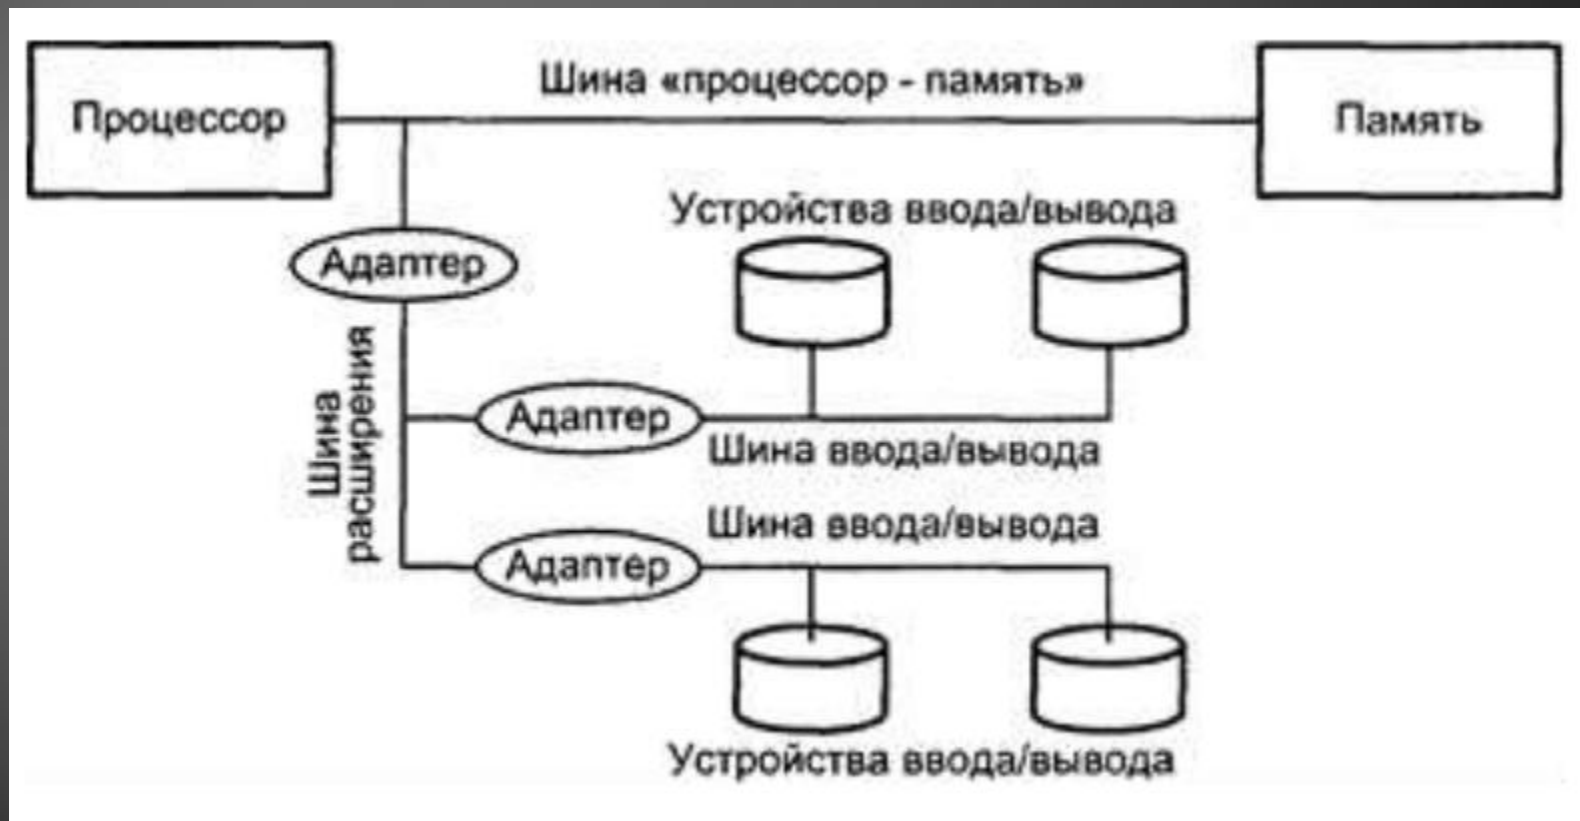 Шина «процессор - память»
Процессор
Память
Устройства ввода/вывода
Адаптер
Шина
расширения
Адаптер
Шина ввода/вывода
Шина ввода/вывода
Адаптер
Устройства ввода/вывода